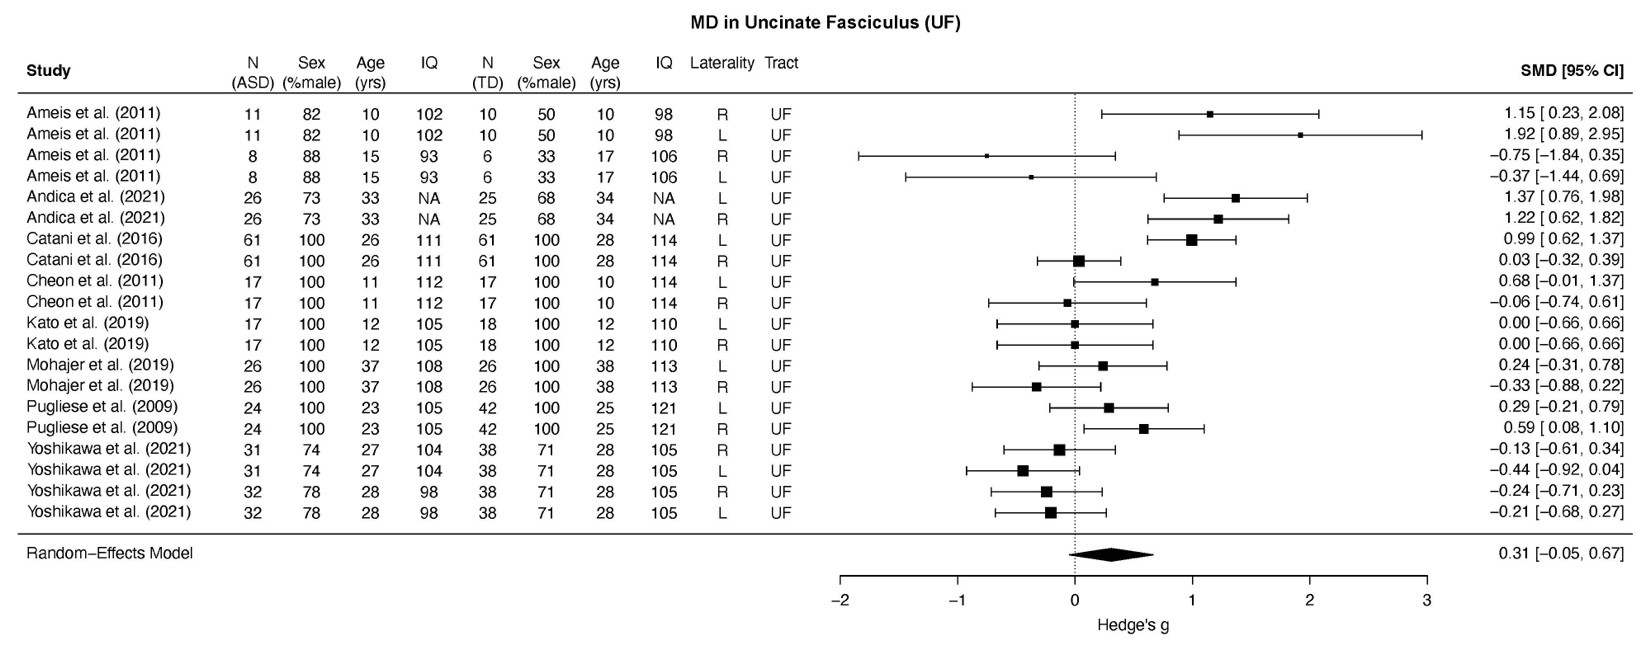 MD in Uncinate Fasciculus (UF)
Study N (ASD) Sex (%male) Age (yrs) IQ N (TD) Sex (%male) Age (yrs) IQ Laterality Tract SMD [95% CI]
Ameis et al. (2011) 11 82 10 102 10 50 10 98 R UF 1.15 [ 0.23, 2.08]
Ameis et al. (2011) 11 82 10 102 10 50 10 98 L UF 1.92 [ 0.89, 2.95]
Ameis et al. (2011) 8 88 15 93 6 33 17 106 R UF −0.75 [−1.84, 0.35]
Ameis et al. (2011) 8 88 15 93 6 33 17 106 L UF −0.37 [−1.44, 0.69]
Andica et al. (2021) 26 73 33 NA 25 68 34 NA L UF 1.37 [ 0.76, 1.98]
Andica et al. (2021) 26 73 33 NA 25 68 34 NA R UF 1.22 [ 0.62, 1.82]
Catani et al. (2016) 61 100 26 111 61 100 28 114 L UF 0.99 [ 0.62, 1.37]
Catani et al. (2016) 61 100 26 111 61 100 28 114 R UF 0.03 [−0.32, 0.39]
Cheon et al. (2011) 17 100 11 112 17 100 10 114 L UF 0.68 [−0.01, 1.37]
Cheon et al. (2011) 17 100 11 112 17 100 10 114 R UF −0.06 [−0.74, 0.61]
Kato et al. (2019) 17 100 12 105 18 100 12 110 L UF 0.00 [−0.66, 0.66]
Kato et al. (2019) 17 100 12 105 18 100 12 110 R UF 0.00 [−0.66, 0.66]
Mohajer et al. (2019) 26 100 37 108 26 100 38 113 L UF 0.24 [−0.31, 0.78]
Mohajer et al. (2019) 26 100 37 108 26 100 38 113 R UF −0.33 [−0.88, 0.22]
Pugliese et al. (2009) 24 100 23 105 42 100 25 121 L UF 0.29 [−0.21, 0.79]
Pugliese et al. (2009) 24 100 23 105 42 100 25 121 R UF 0.59 [ 0.08, 1.10]
Yoshikawa et al. (2021) 31 74 27 104 38 71 28 105 R UF −0.13 [−0.61, 0.34]
Yoshikawa et al. (2021) 31 74 27 104 38 71 28 105 L UF −0.44 [−0.92, 0.04]
Yoshikawa et al. (2021) 32 78 28 98 38 71 28 105 R UF −0.24 [−0.71, 0.23]
Yoshikawa et al. (2021) 32 78 28 98 38 71 28 105 L UF −0.21 [−0.68, 0.27]
Random−Effects Model 0.31 [−0.05, 0.67]
−2 −1 0 1 2 3
Hedge's g